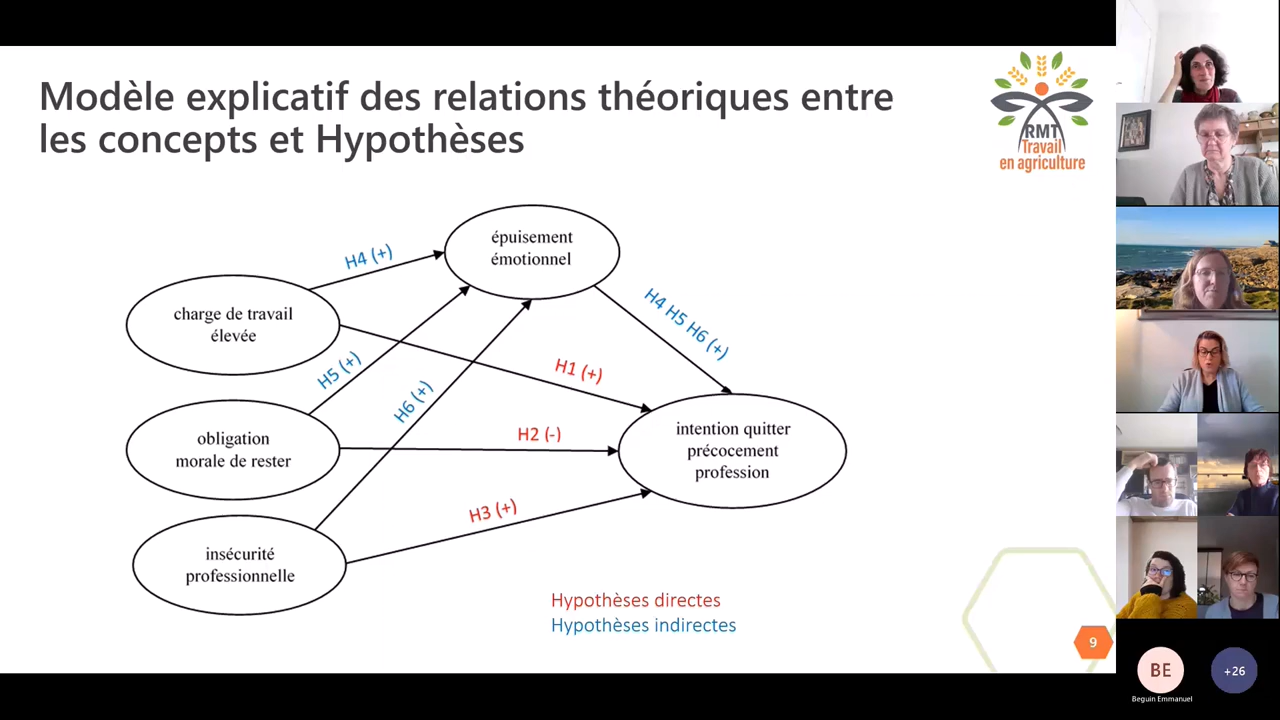 Modèle explicatif des relations théoriques entre
les concepts et Hypothèses
RMT
Travail
en agriculture
épuisement
émotionnel
H4 (+)
charge de travail
élevée
H4 H5 H6 (+)
H5 (+)
H1 (+)
H6 (+)
obligation
morale de rester
H2 (-)
intention quitter
précocement
profession
H3 (+)
insécurité
professionnelle
Hypothèses directes
Hypothèses indirectes
9
BE
+26
Beguin Emmanuel